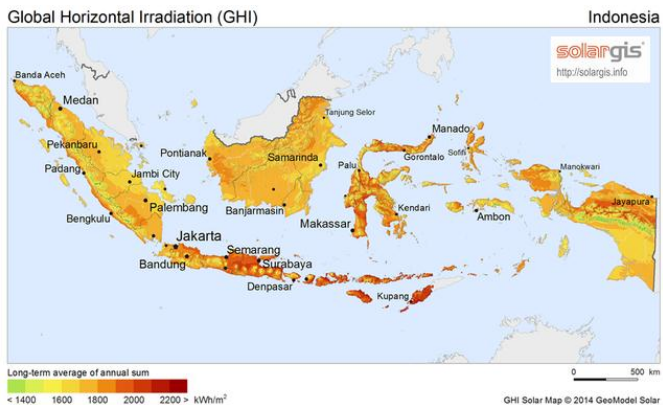 Global Horizontal Irradiation (GHI)
Indonesia
solargis
http://solargis.info
Banda Aceh
Medan
Tanjung Selor
Manado
Pekanbaru
Pontianak
Samarinda
Gorontalo
Sofifi
Palu
Manokwari
Padang
Jambi City
Jayapura
Bengkulu
Palembang
Banjarmasin
Kendari
Ambon
Makassar
Jakarta
Semarang
Bandung
Surabaya
Denpasar
Kupang
Long-term average of annual sum
< 1400 1600 1800 2000 2200 > kWh/m²
0 500 km
GHI Solar Map © 2014 GeoModel Solar